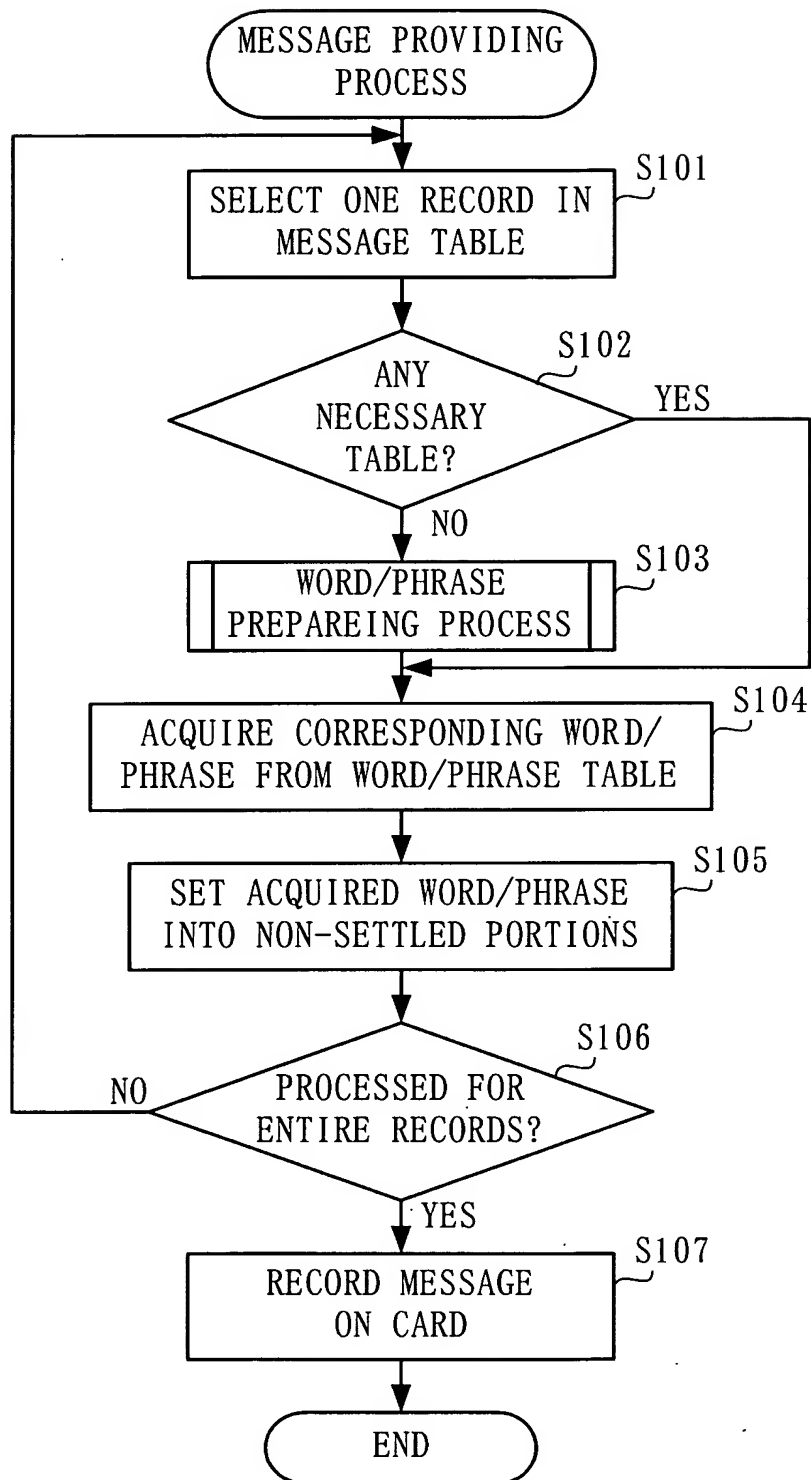 MESSAGE PROVIDING
PROCESS
S101
SELECT ONE RECORD IN
MESSAGE TABLE
S102
ANY
NECESSARY
TABLE?
YES
NO
S103
WORD/PHRASE
PREPAREING PROCESS
S104
ACQUIRE CORRESPONDING WORD/
PHRASE FROM WORD/PHRASE TABLE
S105
SET ACQUIRED WORD/PHRASE
INTO NON-SETTLED PORTIONS
S106
NO
PROCESSED FOR
ENTIRE RECORDS?
YES
S107
RECORD MESSAGE
ON CARD
END